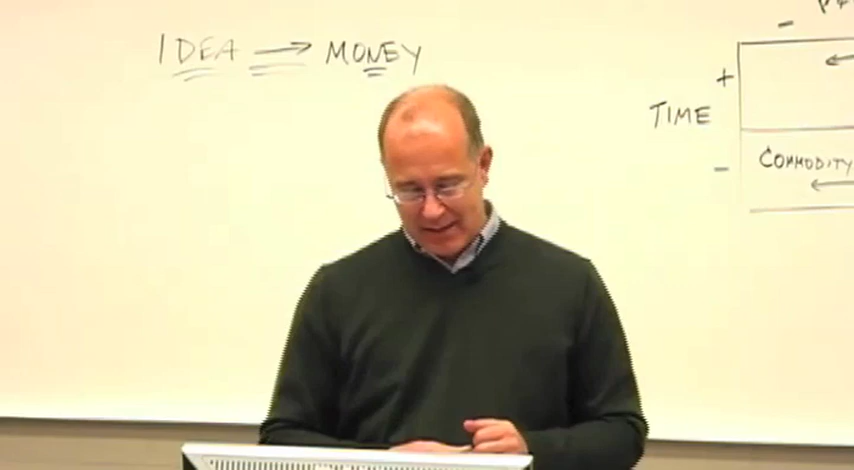 IDEA → MONEY
-
+
TIME
COMMODITY
-